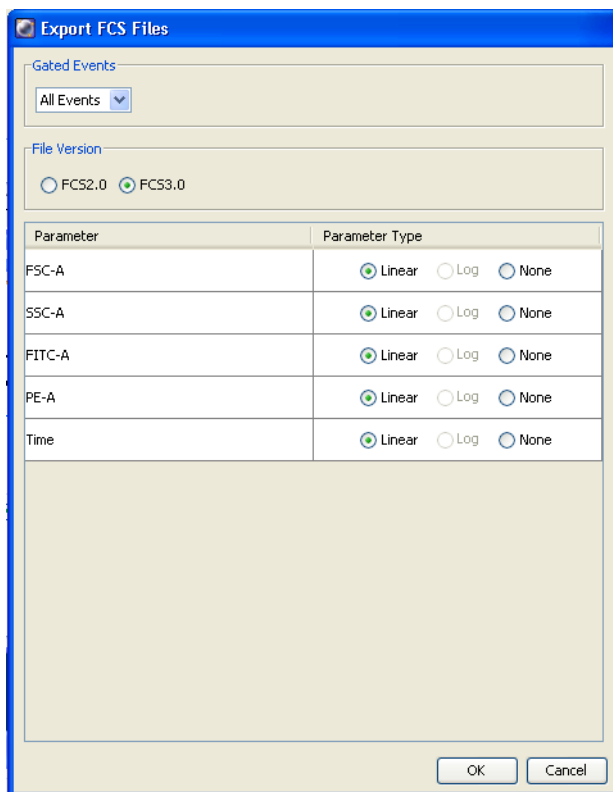 Export FCS Files
Gated Events
All Events
File Version
FCS2.0 FCS3.0
Parameter Parameter Type
FSC-A Linear Log None
SSC-A Linear Log None
FITC-A Linear Log None
PE-A Linear Log None
Time Linear Log None
OK Cancel